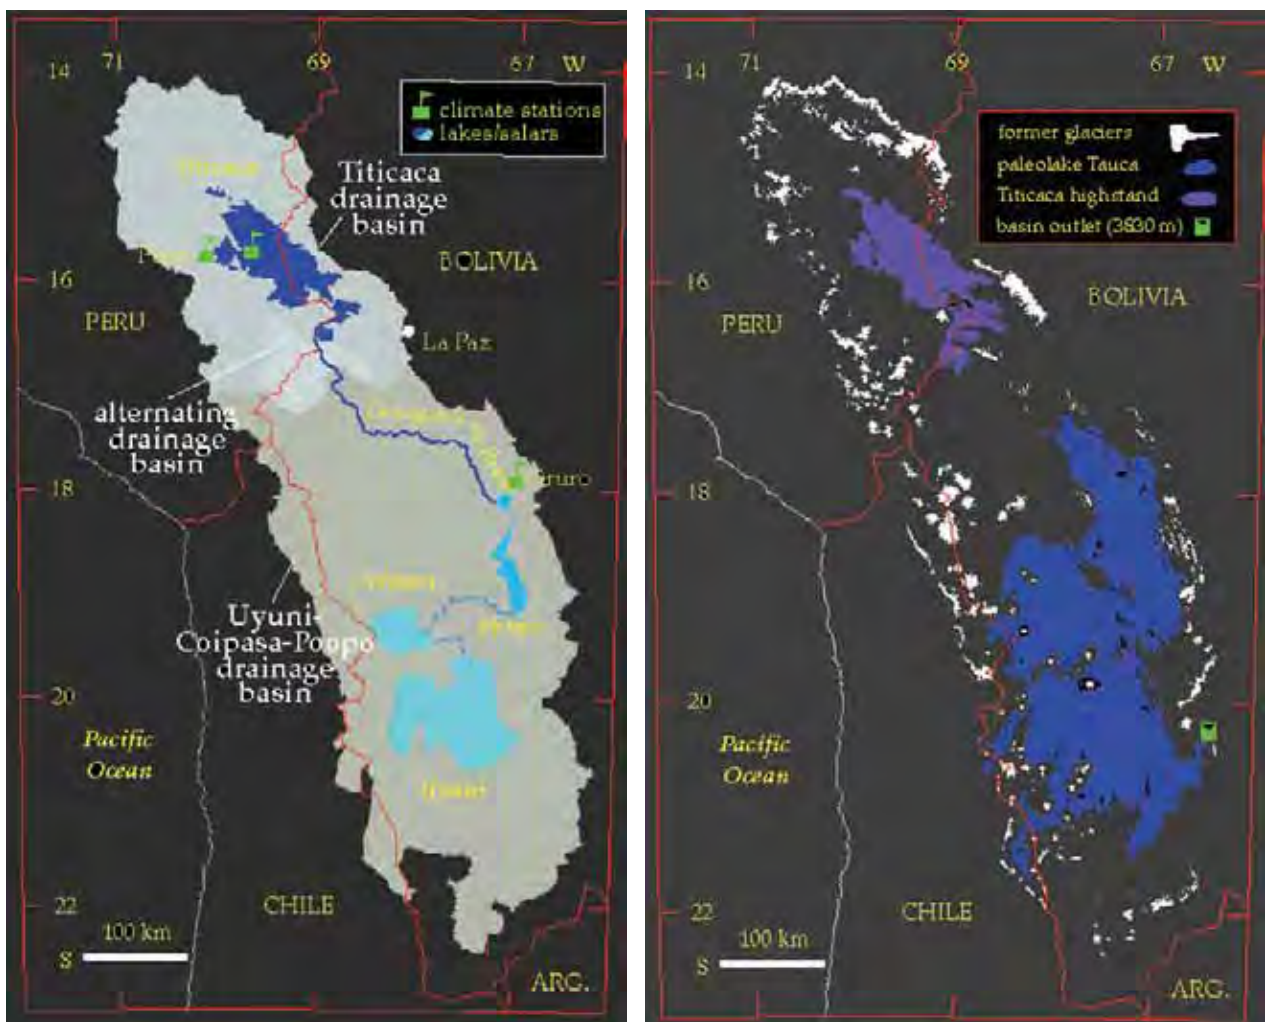 71
69
67
W
14
climate stations
lakes/salars
Titicaca
drainage
basin
BOLIVIA
16
PERU
La Paz
alternating
drainage
basin
18
Uyuni-
Coipasa-Poopo
drainage
basin
20
Pacific
Ocean
22
CHILE
100 km
S
ARG.
71
69
67
W
14
former glaciers
paleolake Tauca
Titicaca highstand
basin outlet (3830 m)
16
BOLIVIA
PERU
18
20
Pacific
Ocean
22
CHILE
100 km
S
ARG.